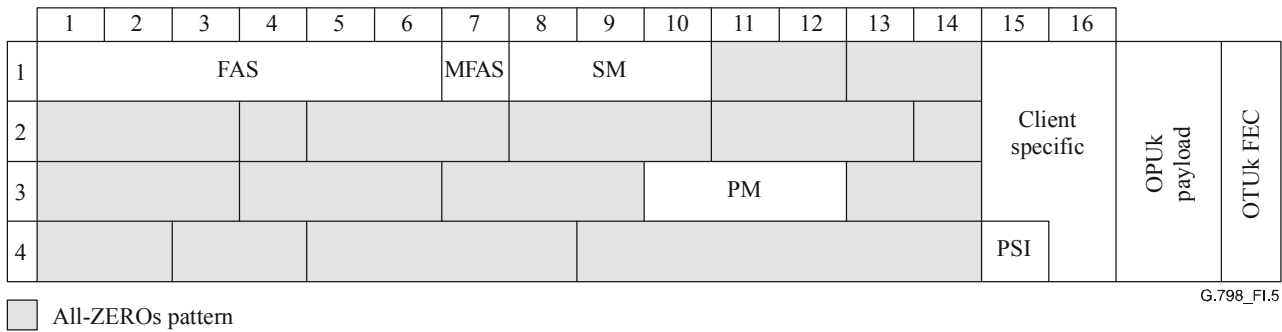 1 2 3 4 5 6 7 8 9 10 11 12 13 14 15 16
1 FAS MFAS SM
2
Client
specific
OPUk
payload
OTUk FEC
3 PM
4 PSI
G.798_FI.5
All-ZEROs pattern